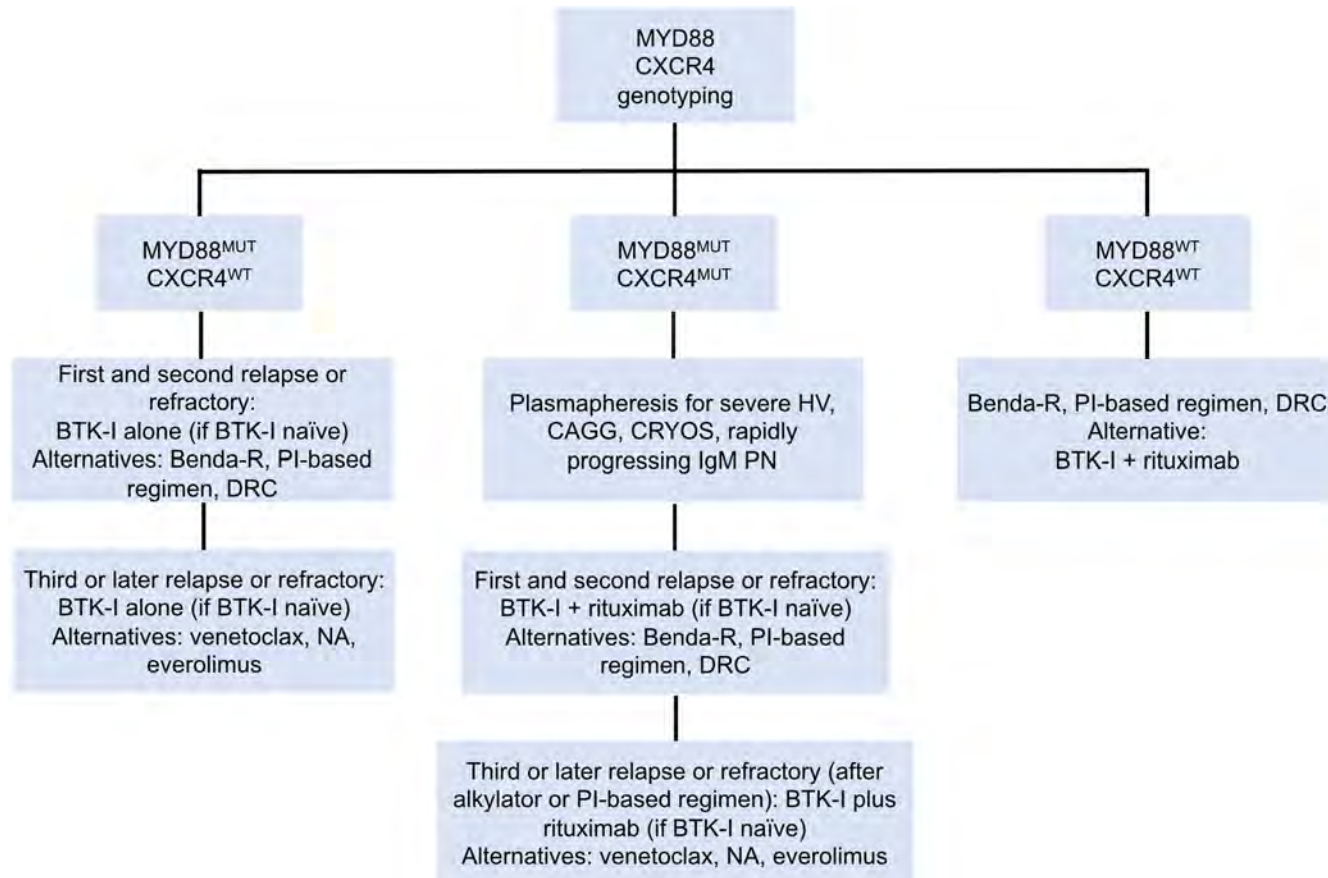 MYD88
CXCR4
genotyping
MYD88ᴹᵁᵀ
CXCR4ᵂᵀ
First and second relapse or
refractory:
BTK-I alone (if BTK-I naïve)
Alternatives: Benda-R, PI-based
regimen, DRC
Third or later relapse or refractory:
BTK-I alone (if BTK-I naïve)
Alternatives: venetoclax, NA,
everolimus
MYD88ᴹᵁᵀ
CXCR4ᴹᵁᵀ
Plasmapheresis for severe HV,
CAGG, CRYOS, rapidly
progressing IgM PN
First and second relapse or refractory:
BTK-I + rituximab (if BTK-I naïve)
Alternatives: Benda-R, PI-based
regimen, DRC
Third or later relapse or refractory (after
alkylator or PI-based regimen): BTK-I plus
rituximab (if BTK-I naïve)
Alternatives: venetoclax, NA, everolimus
MYD88ᵂᵀ
CXCR4ᵂᵀ
Benda-R, PI-based regimen, DRC
Alternative:
BTK-I + rituximab